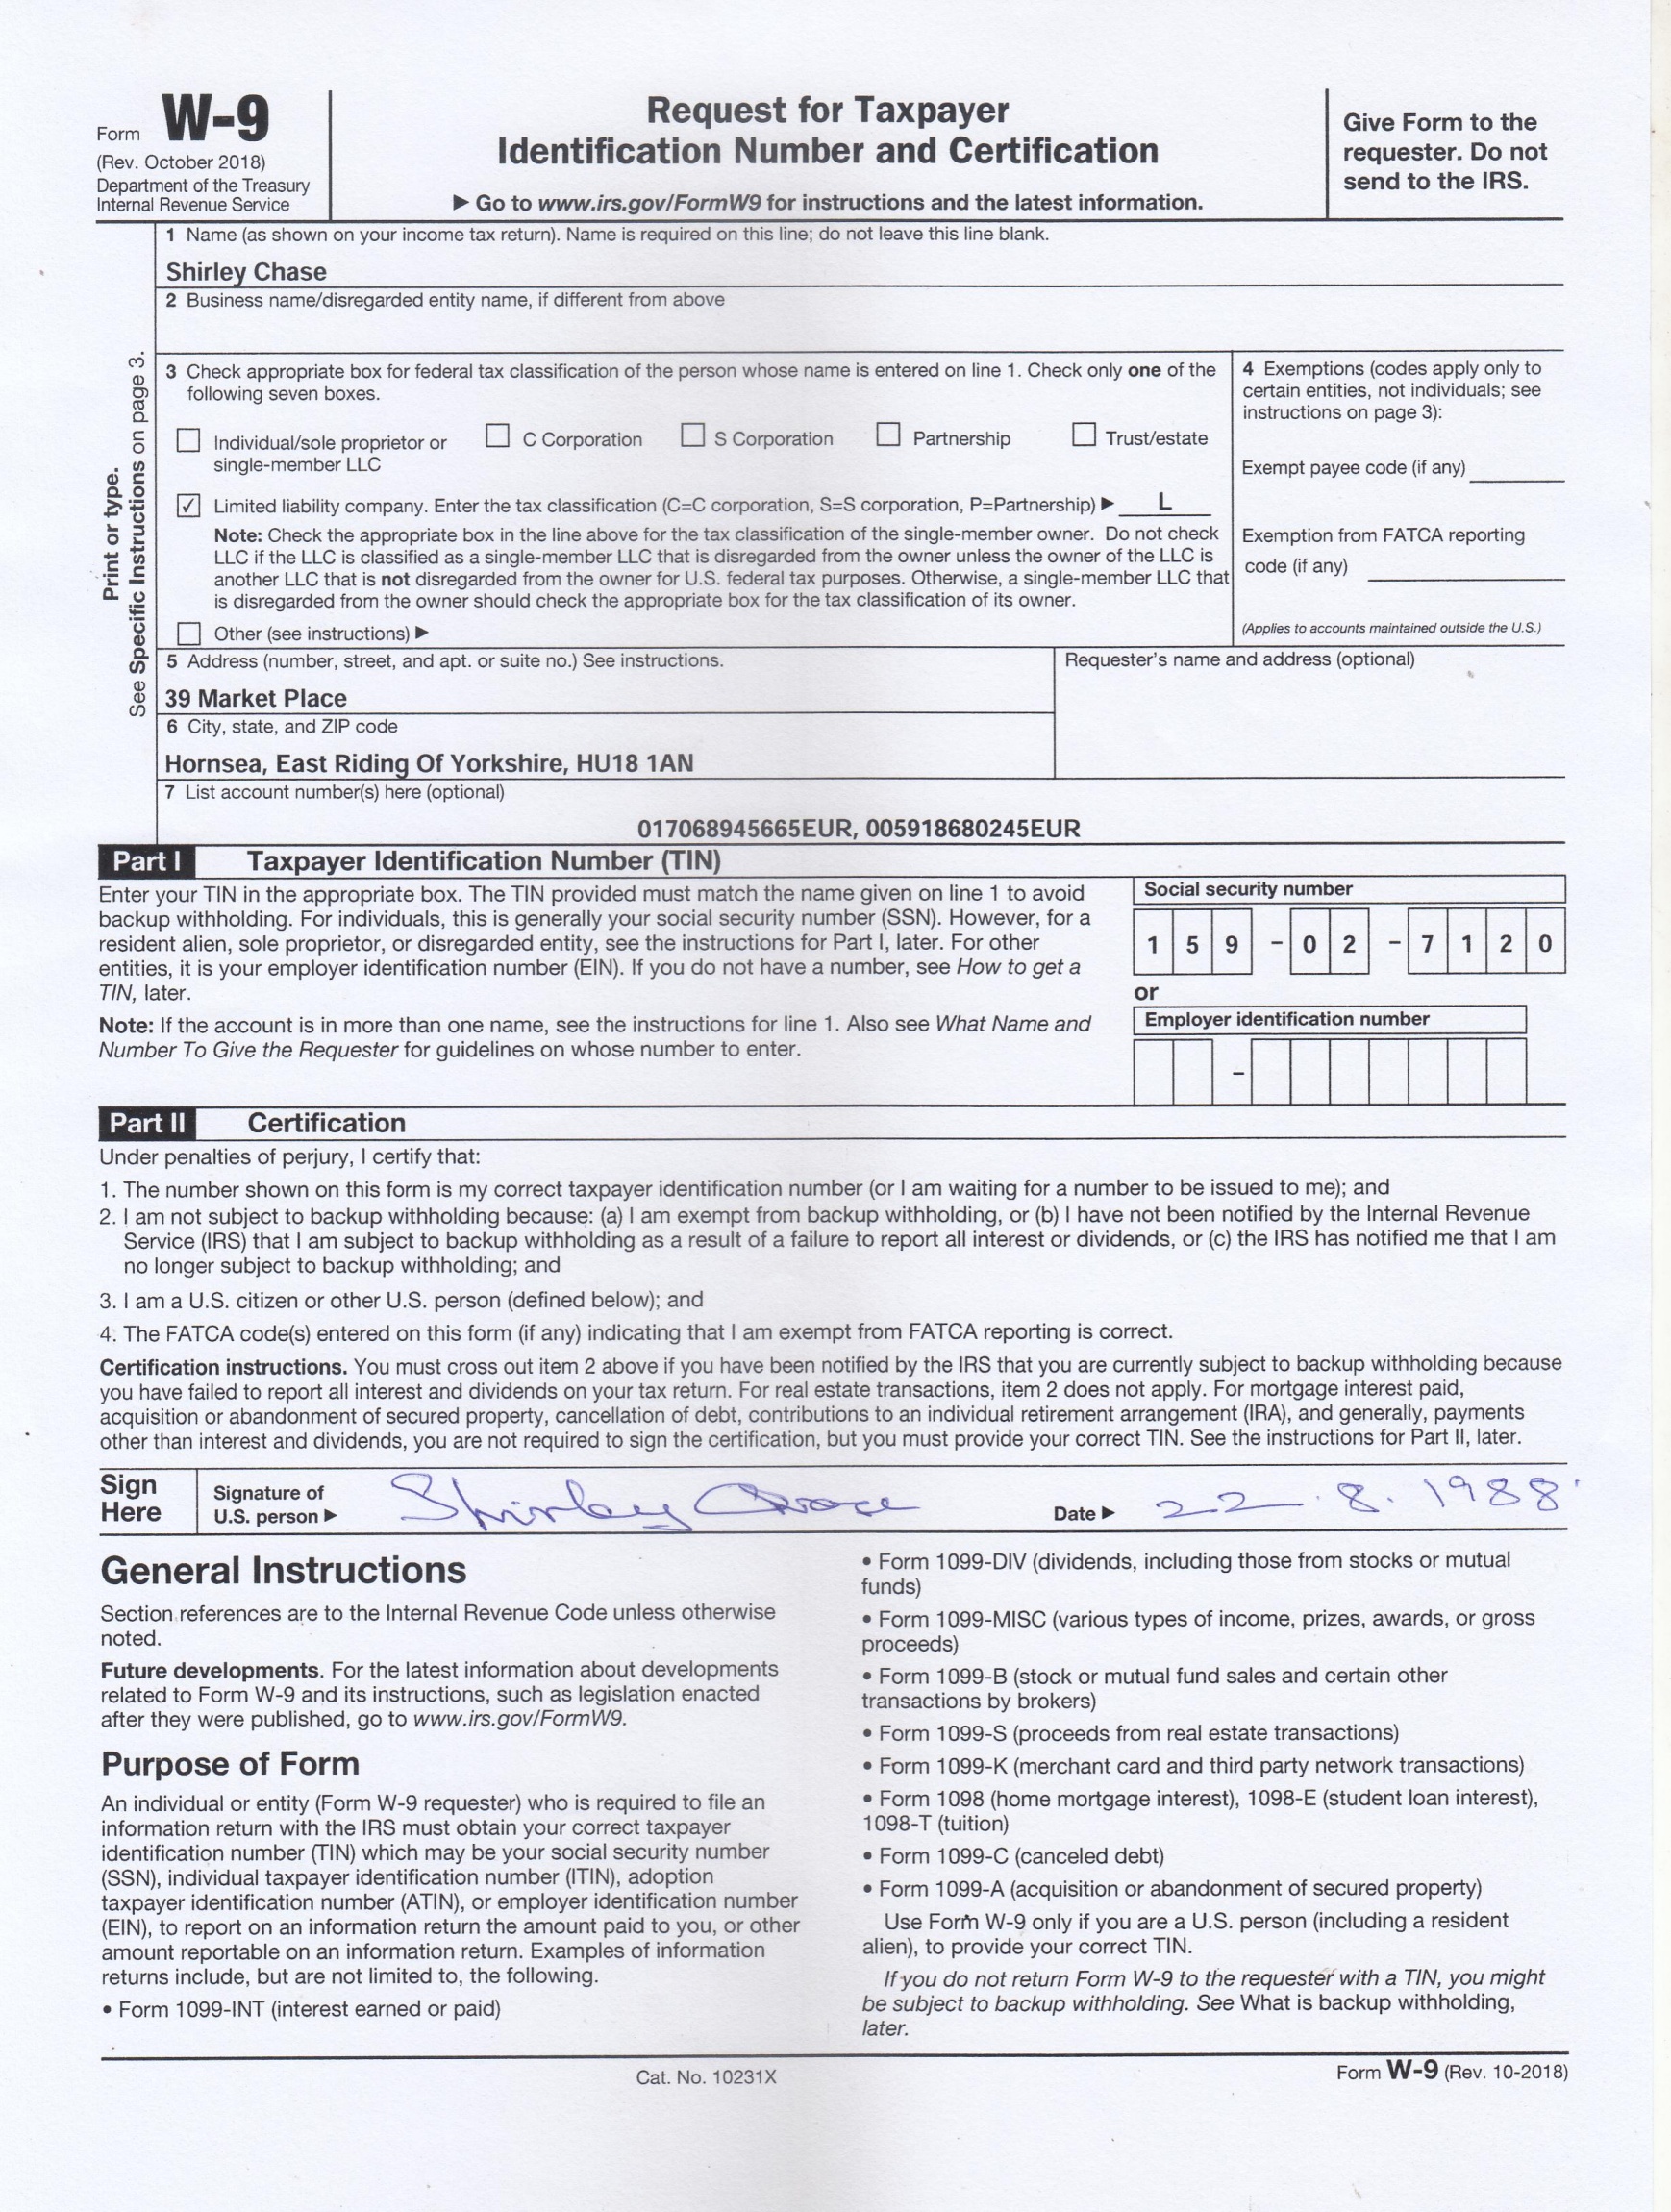 Form W-9
(Rev. October 2018)
Department of the Treasury
Internal Revenue Service
Request for Taxpayer
Identification Number and Certification
▶ Go to www.irs.gov/FormW9 for instructions and the latest information.
Give Form to the
requester. Do not
send to the IRS.
Print or type.
See Specific Instructions on page 3.
1 Name (as shown on your income tax return). Name is required on this line; do not leave this line blank.
Shirley Chase
2 Business name/disregarded entity name, if different from above
3 Check appropriate box for federal tax classification of the person whose name is entered on line 1. Check only one of the
following seven boxes.
☐ Individual/sole proprietor or
single-member LLC
☐ C Corporation ☐ S Corporation ☐ Partnership ☐ Trust/estate
☑ Limited liability company. Enter the tax classification (C=C corporation, S=S corporation, P=Partnership) ▶ L
Note: Check the appropriate box in the line above for the tax classification of the single-member owner. Do not check
LLC if the LLC is classified as a single-member LLC that is disregarded from the owner unless the owner of the LLC is
another LLC that is not disregarded from the owner for U.S. federal tax purposes. Otherwise, a single-member LLC that
is disregarded from the owner should check the appropriate box for the tax classification of its owner.
☐ Other (see instructions) ▶
4 Exemptions (codes apply only to
certain entities, not individuals; see
instructions on page 3):
Exempt payee code (if any)
Exemption from FATCA reporting
code (if any)
(Applies to accounts maintained outside the U.S.)
5 Address (number, street, and apt. or suite no.) See instructions.
39 Market Place
6 City, state, and ZIP code
Hornsea, East Riding Of Yorkshire, HU18 1AN
Requester's name and address (optional)
7 List account number(s) here (optional)
017068945665EUR, 005918680245EUR
Part I Taxpayer Identification Number (TIN)
Enter your TIN in the appropriate box. The TIN provided must match the name given on line 1 to avoid
backup withholding. For individuals, this is generally your social security number (SSN). However, for a
resident alien, sole proprietor, or disregarded entity, see the instructions for Part I, later. For other
entities, it is your employer identification number (EIN). If you do not have a number, see How to get a
TIN, later.
Note: If the account is in more than one name, see the instructions for line 1. Also see What Name and
Number To Give the Requester for guidelines on whose number to enter.
Social security number
1 5 9 - 0 2 - 7 1 2 0
or
Employer identification number
-
Part II Certification
Under penalties of perjury, I certify that:
1. The number shown on this form is my correct taxpayer identification number (or I am waiting for a number to be issued to me); and
2. I am not subject to backup withholding because: (a) I am exempt from backup withholding, or (b) I have not been notified by the Internal Revenue
Service (IRS) that I am subject to backup withholding as a result of a failure to report all interest or dividends, or (c) the IRS has notified me that I am
no longer subject to backup withholding; and
3. I am a U.S. citizen or other U.S. person (defined below); and
4. The FATCA code(s) entered on this form (if any) indicating that I am exempt from FATCA reporting is correct.
Certification instructions. You must cross out item 2 above if you have been notified by the IRS that you are currently subject to backup withholding because
you have failed to report all interest and dividends on your tax return. For real estate transactions, item 2 does not apply. For mortgage interest paid,
acquisition or abandonment of secured property, cancellation of debt, contributions to an individual retirement arrangement (IRA), and generally, payments
other than interest and dividends, you are not required to sign the certification, but you must provide your correct TIN. See the instructions for Part II, later.
Sign
Here
Signature of
U.S. person ▶ Shirley Chase
Date ▶ 22.8.1988
General Instructions
Section references are to the Internal Revenue Code unless otherwise
noted.
Future developments. For the latest information about developments
related to Form W-9 and its instructions, such as legislation enacted
after they were published, go to www.irs.gov/FormW9.
Purpose of Form
An individual or entity (Form W-9 requester) who is required to file an
information return with the IRS must obtain your correct taxpayer
identification number (TIN) which may be your social security number
(SSN), individual taxpayer identification number (ITIN), adoption
taxpayer identification number (ATIN), or employer identification number
(EIN), to report on an information return the amount paid to you, or other
amount reportable on an information return. Examples of information
returns include, but are not limited to, the following.
• Form 1099-INT (interest earned or paid)
• Form 1099-DIV (dividends, including those from stocks or mutual
funds)
• Form 1099-MISC (various types of income, prizes, awards, or gross
proceeds)
• Form 1099-B (stock or mutual fund sales and certain other
transactions by brokers)
• Form 1099-S (proceeds from real estate transactions)
• Form 1099-K (merchant card and third party network transactions)
• Form 1098 (home mortgage interest), 1098-E (student loan interest),
1098-T (tuition)
• Form 1099-C (canceled debt)
• Form 1099-A (acquisition or abandonment of secured property)
Use Form W-9 only if you are a U.S. person (including a resident
alien), to provide your correct TIN.
If you do not return Form W-9 to the requester with a TIN, you might
be subject to backup withholding. See What is backup withholding,
later.
Cat. No. 10231X
Form W-9 (Rev. 10-2018)